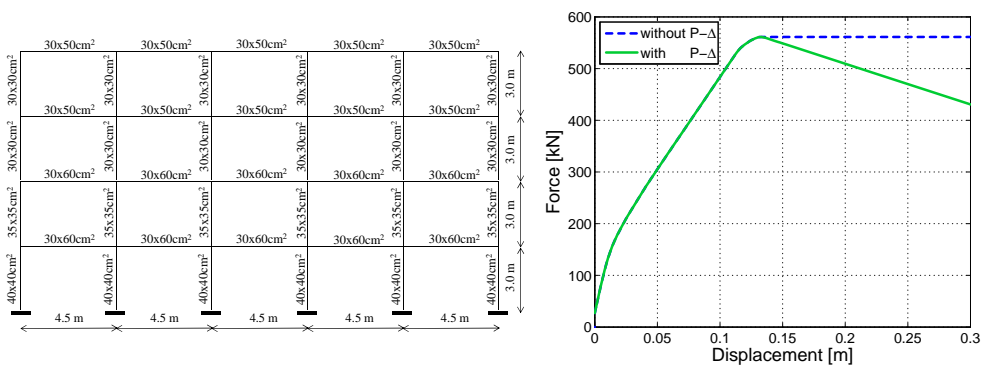 30x50cm² 30x50cm² 30x50cm² 30x50cm² 30x50cm²
30x30cm² 30x30cm² 30x30cm² 30x30cm² 30x30cm² 30x30cm² 3.0 m
30x50cm² 30x50cm² 30x50cm² 30x50cm² 30x50cm²
30x30cm² 30x30cm² 30x30cm² 30x30cm² 30x30cm² 30x30cm² 3.0 m
30x60cm² 30x60cm² 30x60cm² 30x60cm² 30x60cm²
35x35cm² 35x35cm² 35x35cm² 35x35cm² 35x35cm² 35x35cm² 3.0 m
30x60cm² 30x60cm² 30x60cm² 30x60cm² 30x60cm²
40x40cm² 40x40cm² 40x40cm² 40x40cm² 40x40cm² 40x40cm² 3.0 m
4.5 m 4.5 m 4.5 m 4.5 m 4.5 m
without P−Δ
with P−Δ
Force [kN]
600
500
400
300
200
100
0
0 0.05 0.1 0.15 0.2 0.25 0.3
Displacement [m]